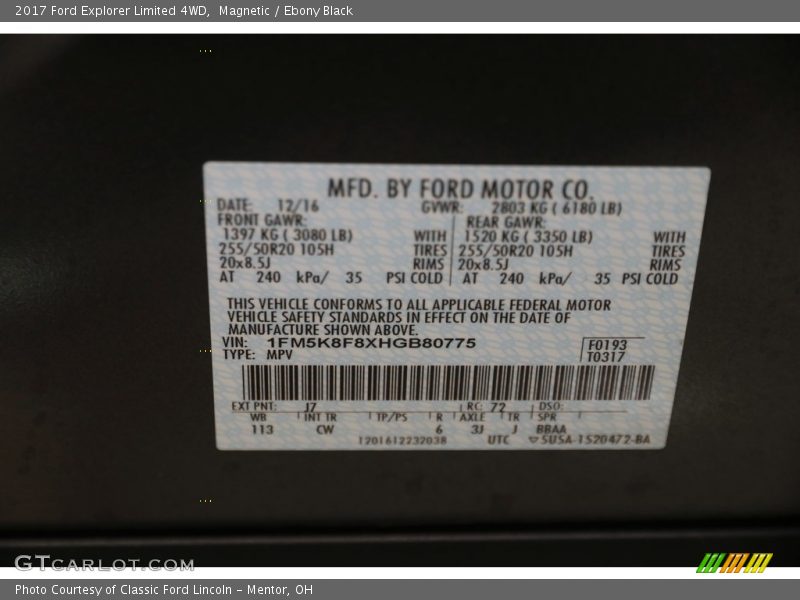 2017 Ford Explorer Limited 4WD,  Magnetic / Ebony Black
MFD. BY FORD MOTOR CO.
DATE: 12/16 GVWR: 2803 KG ( 6180 LB)
FRONT GAWR: REAR GAWR:
1397 KG ( 3080 LB) WITH 1520 KG ( 3350 LB) WITH
255/50R20 105H TIRES 255/50R20 105H TIRES
20x8.5J RIMS 20x8.5J RIMS
AT 240 kPa/ 35 PSI COLD AT 240 kPa/ 35 PSI COLD
THIS VEHICLE CONFORMS TO ALL APPLICABLE FEDERAL MOTOR
VEHICLE SAFETY STANDARDS IN EFFECT ON THE DATE OF
MANUFACTURE SHOWN ABOVE.
VIN: 1FM5K8F8XHGB80775 F0193
TYPE: MPV T0317
EXT PNT: J7 RC: 72 DSO:
WB INT TR TP/PS R AXLE TR SPR
113 CW 6 3J J BBAA
1201612232038 UTC 5USA-1520472-BA
GTCARLOT.COM
Photo Courtesy of Classic Ford Lincoln - Mentor, OH